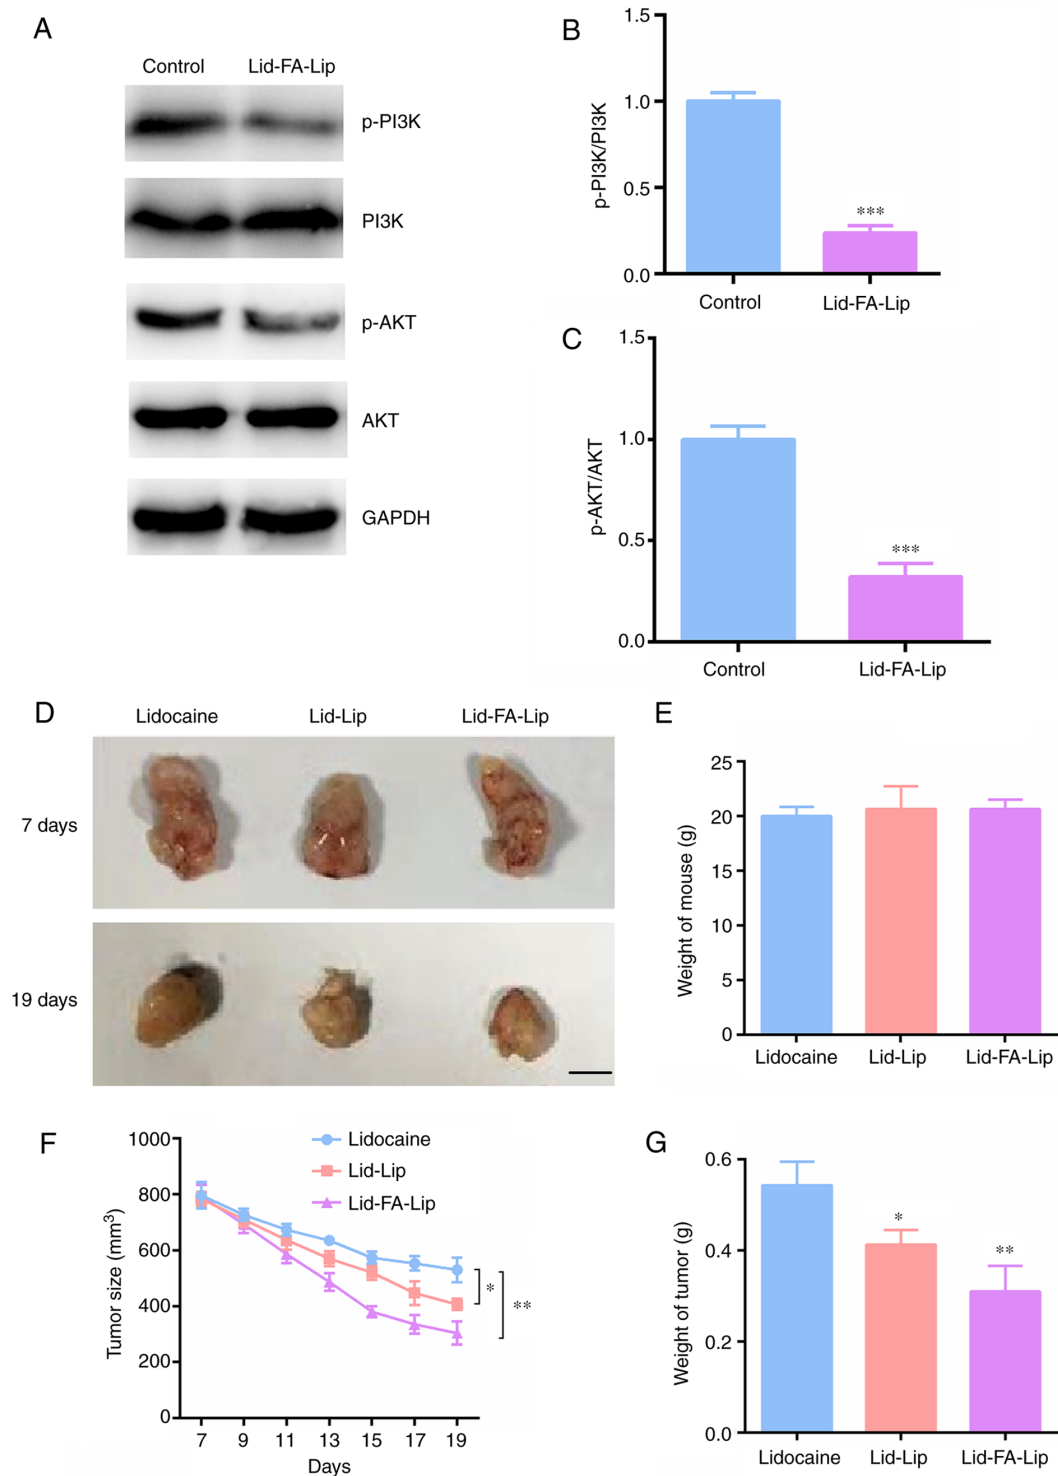 A
Control Lid-FA-Lip
p-PI3K
PI3K
p-AKT
AKT
GAPDH
B
1.5
1.0
0.5
0.0
p-PI3K/PI3K
***
Control Lid-FA-Lip
C
1.5
1.0
0.5
0.0
p-AKT/AKT
***
Control Lid-FA-Lip
D
Lidocaine Lid-Lip Lid-FA-Lip
7 days
19 days
E
25
20
15
10
5
0
Weight of mouse (g)
Lidocaine Lid-Lip Lid-FA-Lip
F
1000
800
600
400
200
0
Tumor size (mm³)
Lidocaine
Lid-Lip
Lid-FA-Lip
*
**
7 9 11 13 15 17 19
Days
G
0.6
0.4
0.2
0.0
Weight of tumor (g)
*
**
Lidocaine Lid-Lip Lid-FA-Lip